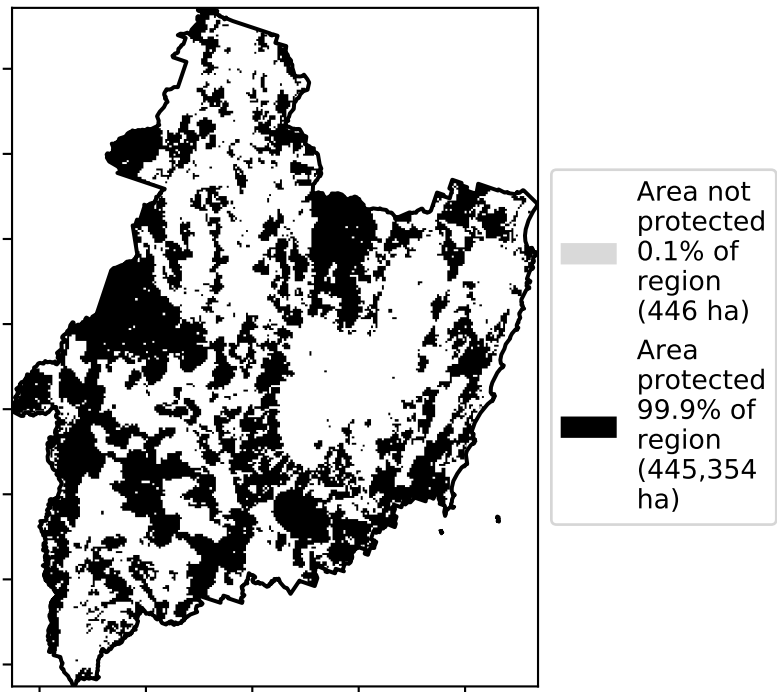 Area not
protected
0.1% of
region
(446 ha)
Area
protected
99.9% of
region
(445,354
ha)